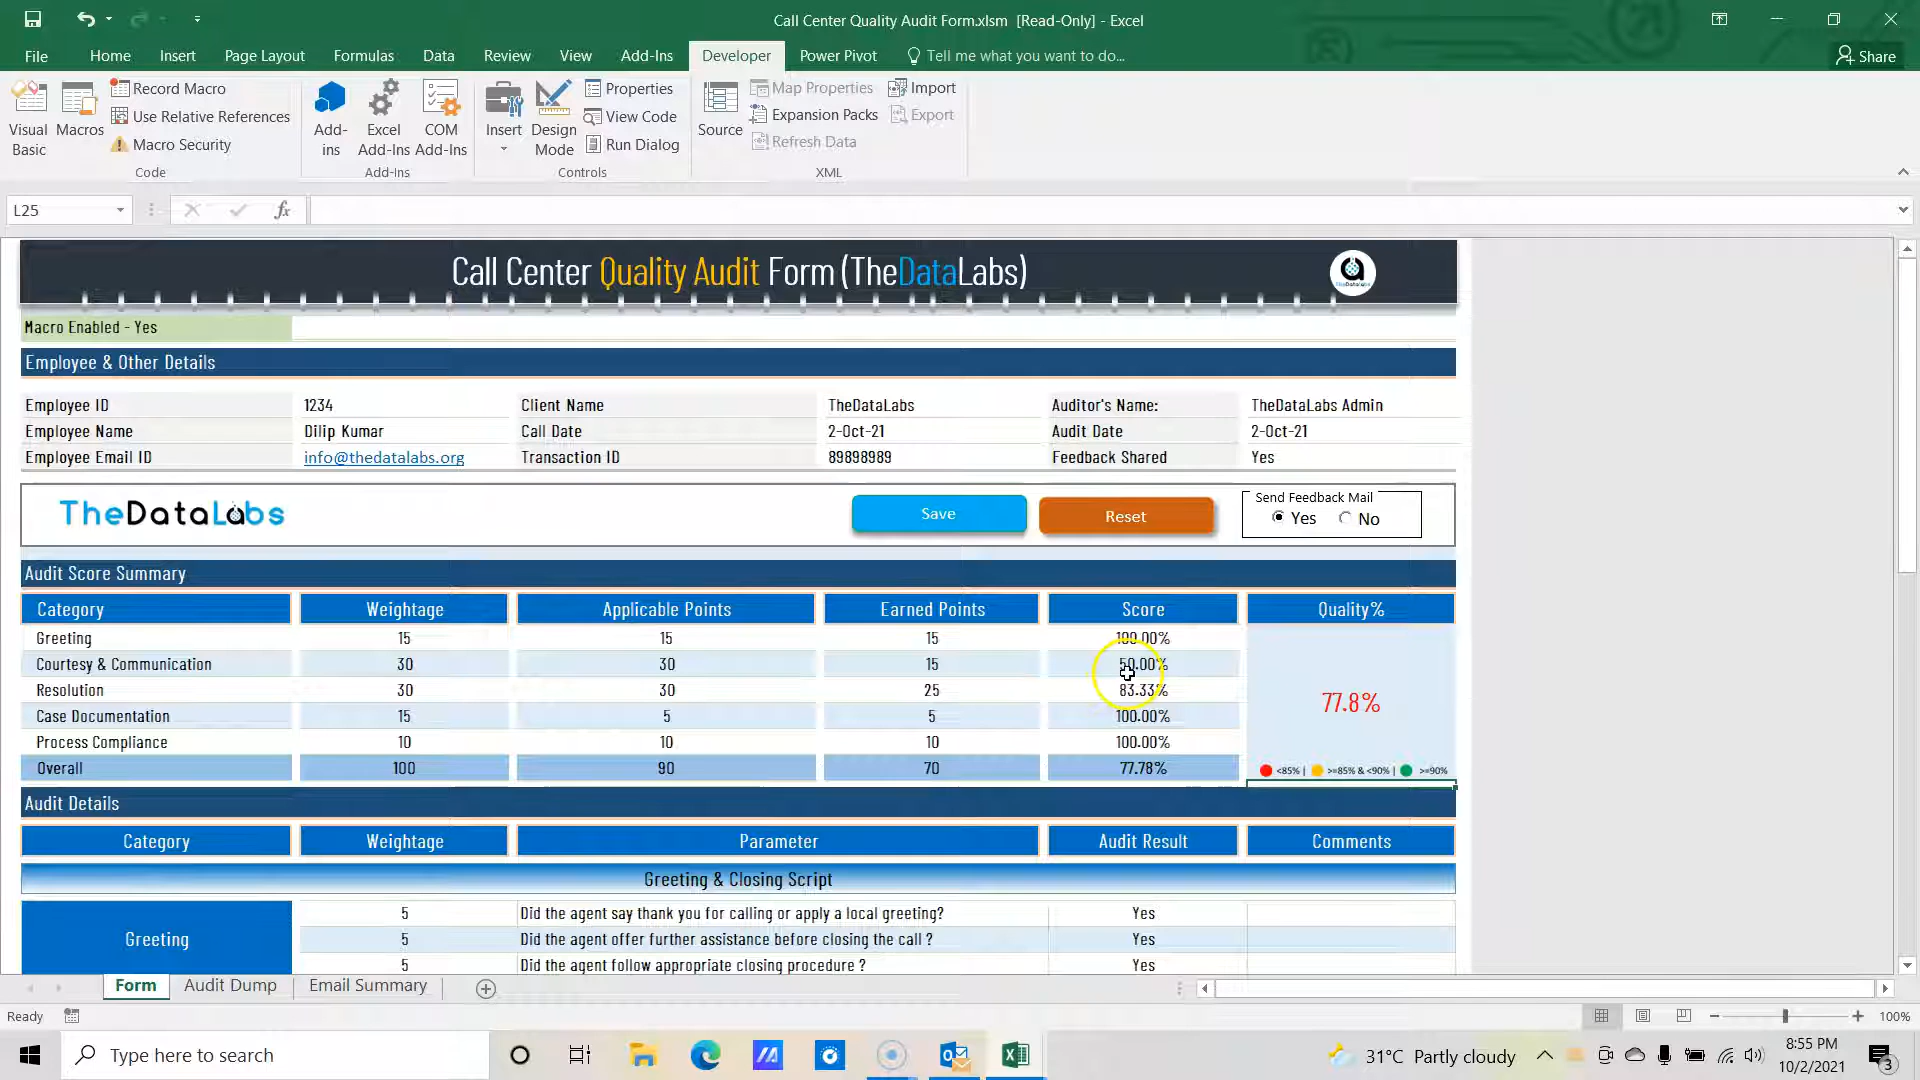 Call Center Quality Audit Form.xlsm [Read-Only] - Excel
File Home Insert Page Layout Formulas Data Review View Add-Ins Developer Power Pivot Tell me what you want to do... Share
Visual Basic
Macros
Record Macro
Use Relative References
Macro Security
Code
Add-ins
Excel Add-Ins
COM Add-Ins
Add-Ins
Insert
Design Mode
Properties
View Code
Run Dialog
Controls
Source
Map Properties
Expansion Packs
Refresh Data
Import
Export
XML
L25
fx
Call Center Quality Audit Form (TheDataLabs)
TheDataLabs
Macro Enabled - Yes
Employee & Other Details
Employee ID 1234 Client Name TheDataLabs Auditor's Name: TheDataLabs Admin
Employee Name Dilip Kumar Call Date 2-Oct-21 Audit Date 2-Oct-21
Employee Email ID info@thedatalabs.org Transaction ID 89898989 Feedback Shared Yes
TheDataLabs
Save
Reset
Send Feedback Mail
Yes No
Audit Score Summary
Category Weightage Applicable Points Earned Points Score Quality%
Greeting 15 15 15 100.00%
Courtesy & Communication 30 30 15 50.00%
Resolution 30 30 25 83.33%
77.8%
Case Documentation 15 5 5 100.00%
Process Compliance 10 10 10 100.00%
Overall 100 90 70 77.78%
<85% | >=85% & <90% | >=90%
Audit Details
Category Weightage Parameter Audit Result Comments
Greeting & Closing Script
Greeting
5 Did the agent say thank you for calling or apply a local greeting? Yes
5 Did the agent offer further assistance before closing the call ? Yes
5 Did the agent follow appropriate closing procedure ? Yes
Form Audit Dump Email Summary
Ready
100%
Type here to search
31°C Partly cloudy
8:55 PM
10/2/2021
3